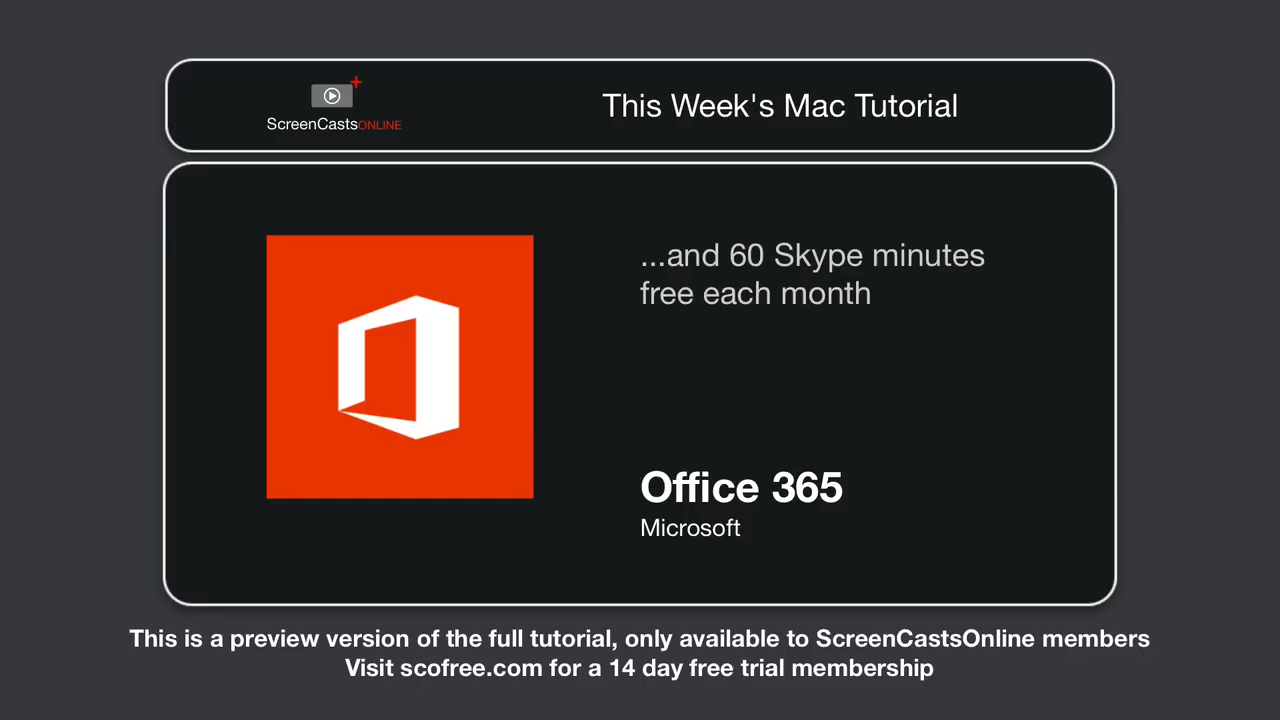 ScreenCastsONLINE
This Week's Mac Tutorial
...and 60 Skype minutes
free each month
Office 365
Microsoft
This is a preview version of the full tutorial, only available to ScreenCastsOnline members
Visit scofree.com for a 14 day free trial membership